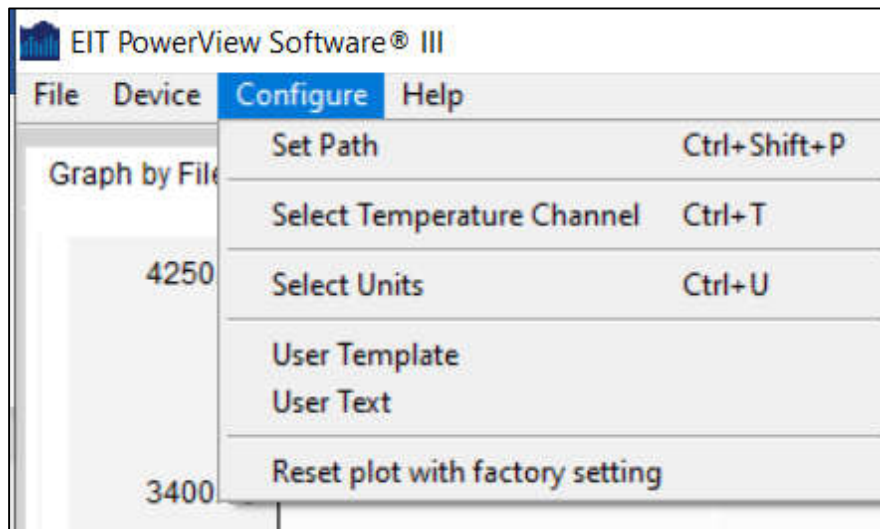 EIT PowerView Software® III
File Device Configure Help
Set Path Ctrl+Shift+P
Graph by File
Select Temperature Channel Ctrl+T
4250
Select Units Ctrl+U
User Template
User Text
Reset plot with factory setting
3400